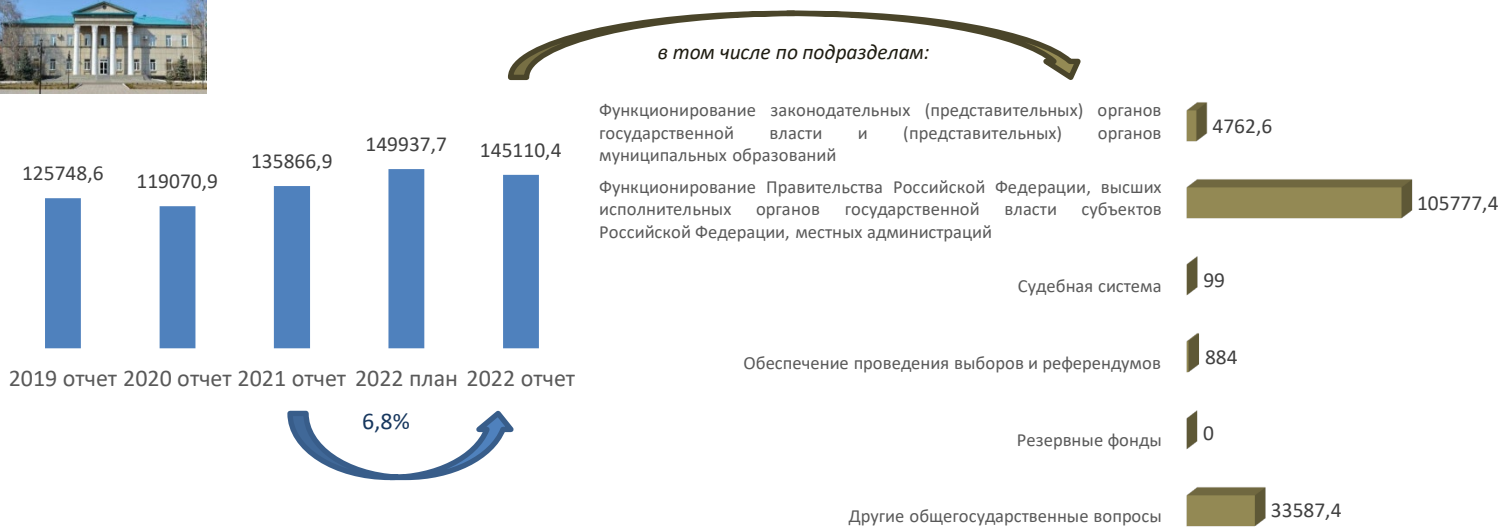 в том числе по подразделам:
125748,6
119070,9
135866,9
149937,7
145110,4
2019 отчет 2020 отчет 2021 отчет 2022 план 2022 отчет
6,8%
Функционирование законодательных (представительных) органов
государственной власти и (представительных) органов
муниципальных образований
4762,6
Функционирование Правительства Российской Федерации, высших
исполнительных органов государственной власти субъектов
Российской Федерации, местных администраций
105777,4
Судебная система
99
Обеспечение проведения выборов и референдумов
884
Резервные фонды
0
Другие общегосударственные вопросы
33587,4